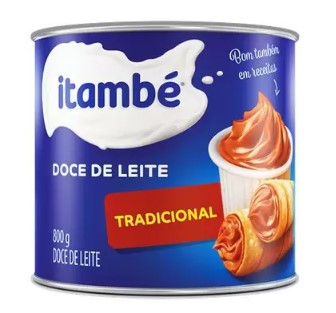 Bom também
em receitas
itambé
DOCE DE LEITE
TRADICIONAL
800 g
DOCE DE LEITE